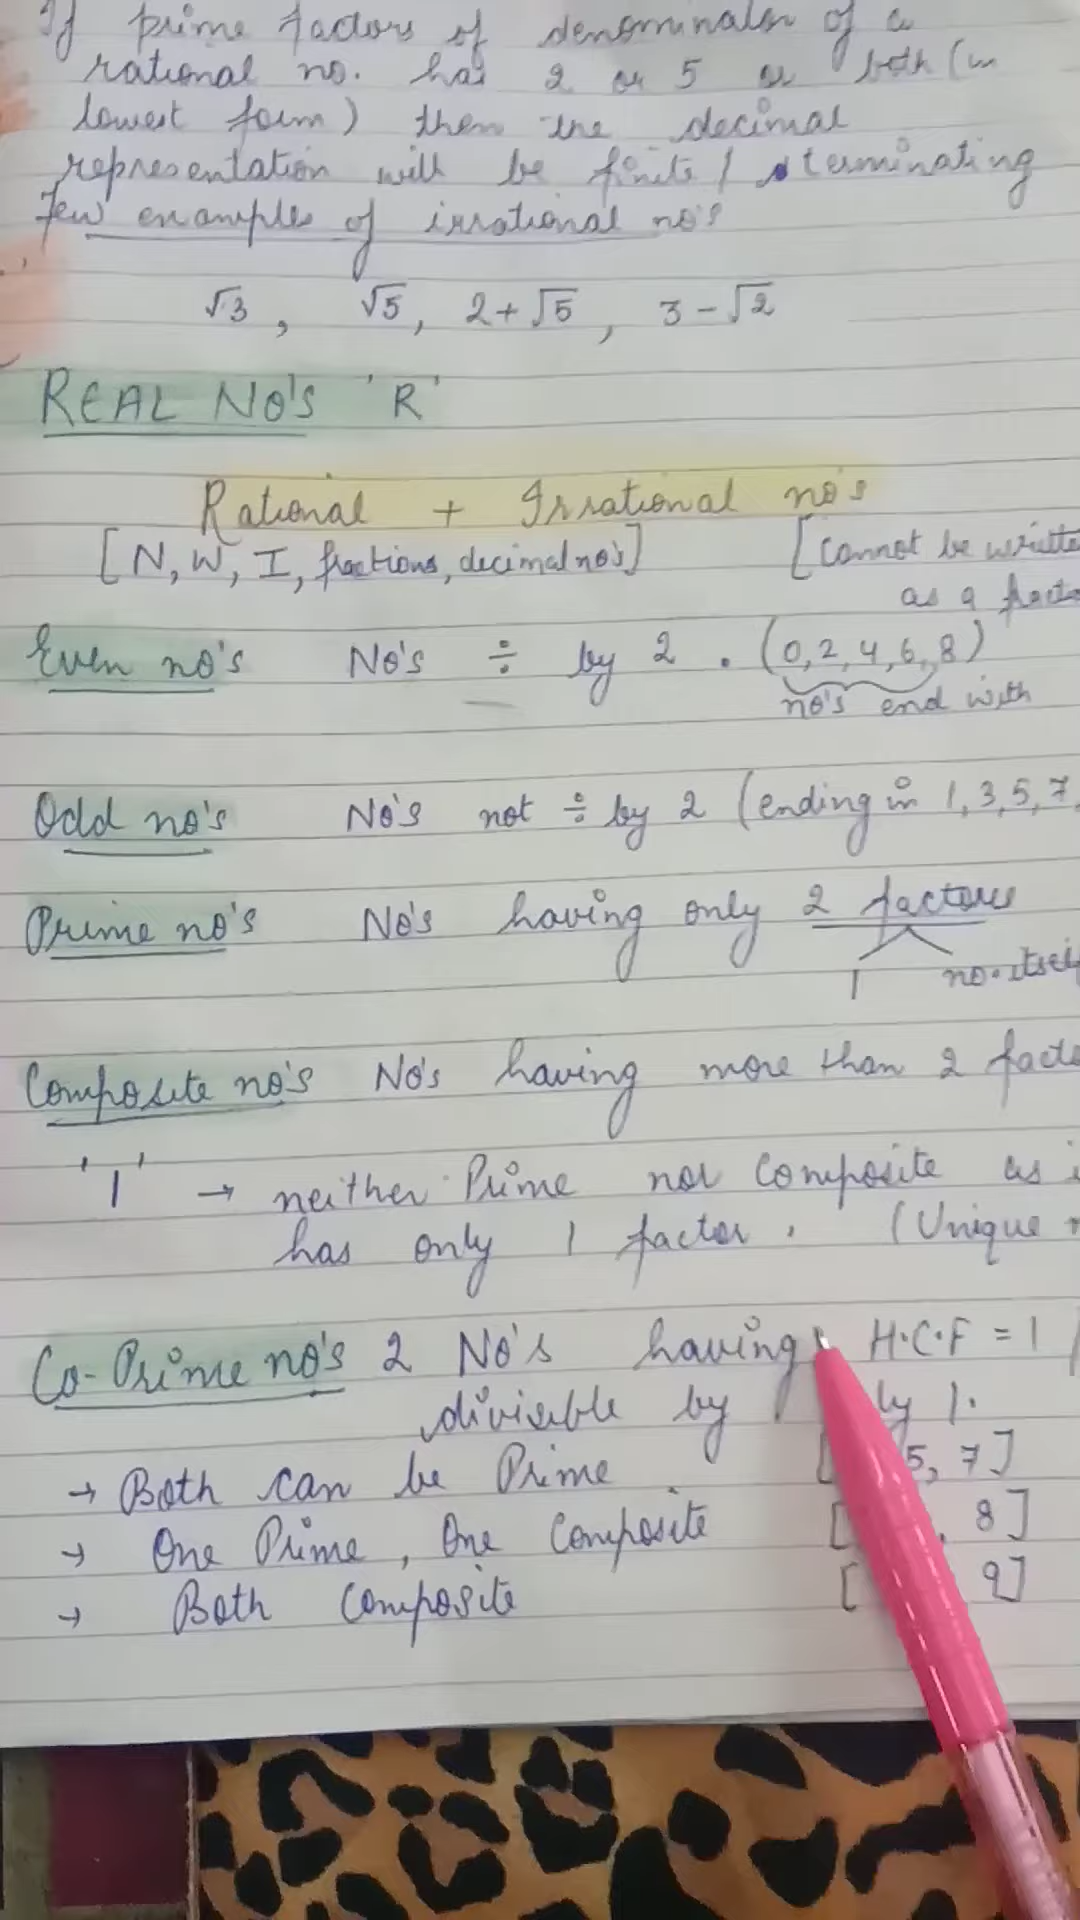 If prime factors of denominator of a
rational no. has 2 or 5 or both (in
lowest form) then the decimal
representation will be finite / terminating
Few examples of irrational no's
√3, √5, 2+√5, 3-√2
REAL NO'S 'R'
Rational + Irrational no's
[N, W, I, fractions, decimal no's] [Cannot be writte
as a fract
Even no's No's ÷ by 2. (0,2,4,6,8)
no's end with
Odd no's No's not ÷ by 2 (ending in 1,3,5,7,
Prime no's No's having only 2 factors
1 no. itsel
Composite no's No's having more than 2 facto
'1' → neither Prime nor Composite as i
has only 1 factor. (Unique
Co-Prime no's 2 No's having H.C.F = 1
divisible by ly 1.
→ Both can be Prime [ 5, 7]
→ One Prime, One Composite [ , 8]
→ Both Composite [ 9]